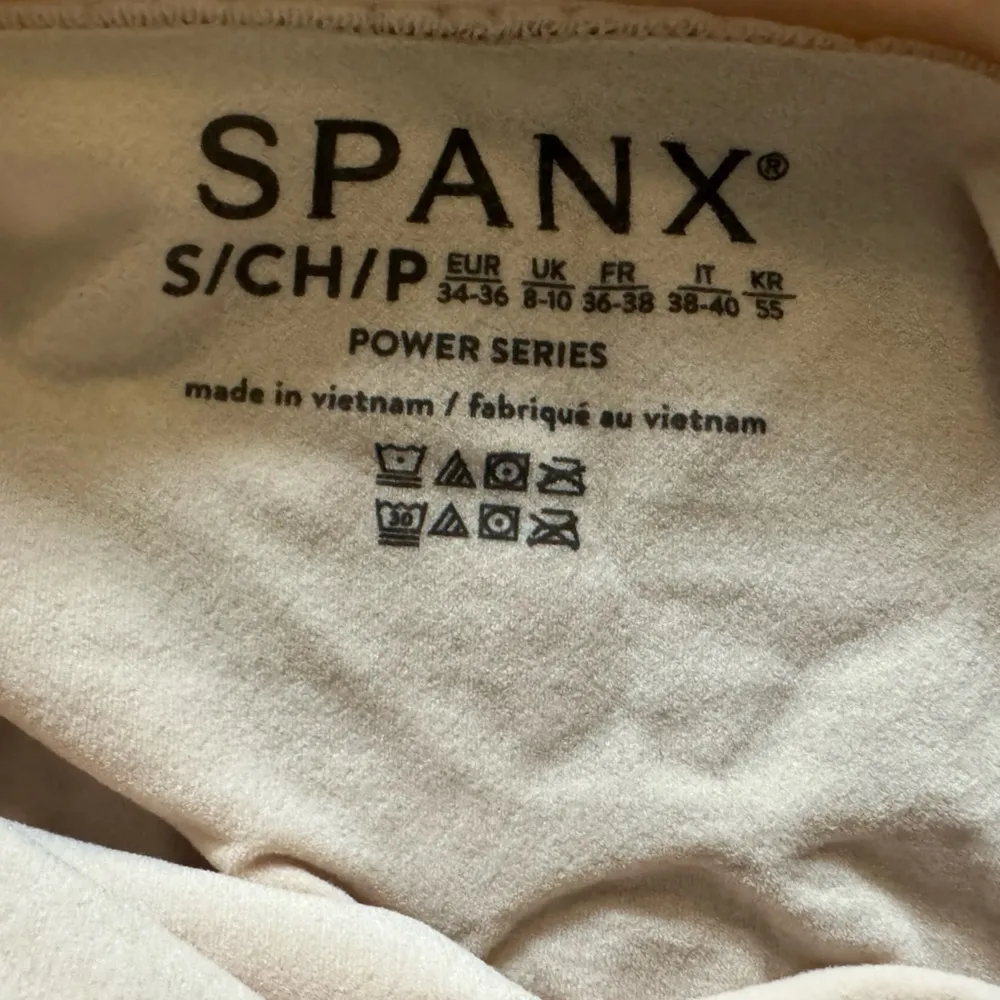 SPANX®
S/CH/P EUR 34-36 UK 8-10 FR 36-38 IT 38-40 KR 55
POWER SERIES
made in vietnam / fabriqué au vietnam
30